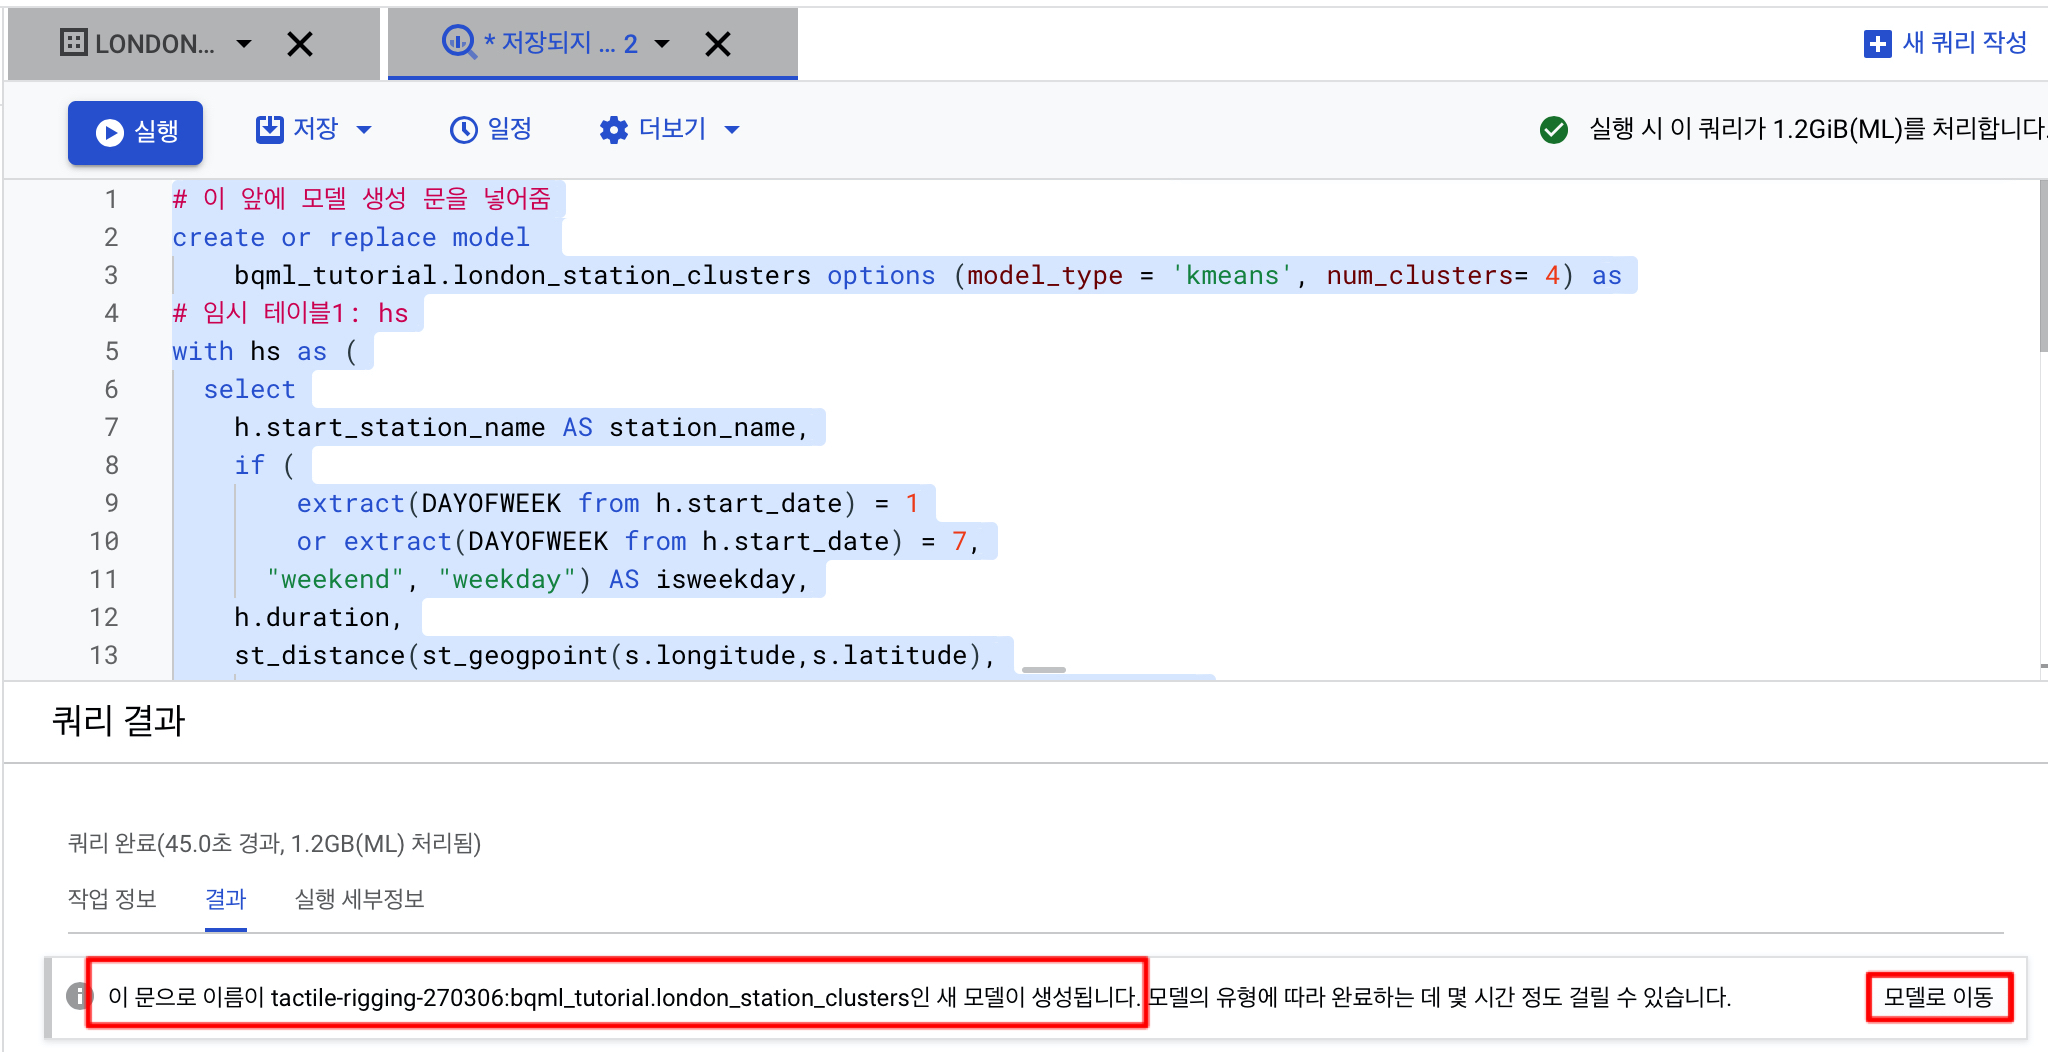 LONDON...
* 저장되지 ... 2
새 쿼리 작성
실행
저장
일정
더보기
실행 시 이 쿼리가 1.2GiB(ML)를 처리합니다.
1 # 이 앞에 모델 생성 문을 넣어줌
2 create or replace model
3 bqml_tutorial.london_station_clusters options (model_type = 'kmeans', num_clusters= 4) as
4 # 임시 테이블1: hs
5 with hs as (
6 select
7 h.start_station_name AS station_name,
8 if (
9 extract(DAYOFWEEK from h.start_date) = 1
10 or extract(DAYOFWEEK from h.start_date) = 7,
11 "weekend", "weekday") AS isweekday,
12 h.duration,
13 st_distance(st_geogpoint(s.longitude,s.latitude),
쿼리 결과
쿼리 완료(45.0초 경과, 1.2GB(ML) 처리됨)
작업 정보
결과
실행 세부정보
이 문으로 이름이 tactile-rigging-270306:bqml_tutorial.london_station_clusters인 새 모델이 생성됩니다. 모델의 유형에 따라 완료하는 데 몇 시간 정도 걸릴 수 있습니다.
모델로 이동